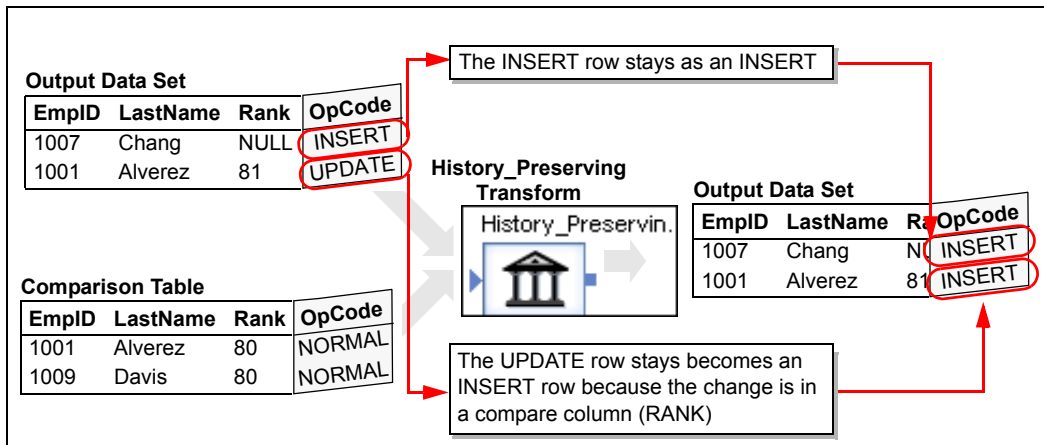 The INSERT row stays as an INSERT
Output Data Set
EmpID LastName Rank OpCode
1007 Chang NULL INSERT
1001 Alverez 81 UPDATE
History_Preserving
Transform
History_Preservin.
Output Data Set
EmpID LastName Ra OpCode
1007 Chang NU INSERT
1001 Alverez 81 INSERT
Comparison Table
EmpID LastName Rank OpCode
1001 Alverez 80 NORMAL
1009 Davis 80 NORMAL
The UPDATE row stays becomes an
INSERT row because the change is in
a compare column (RANK)